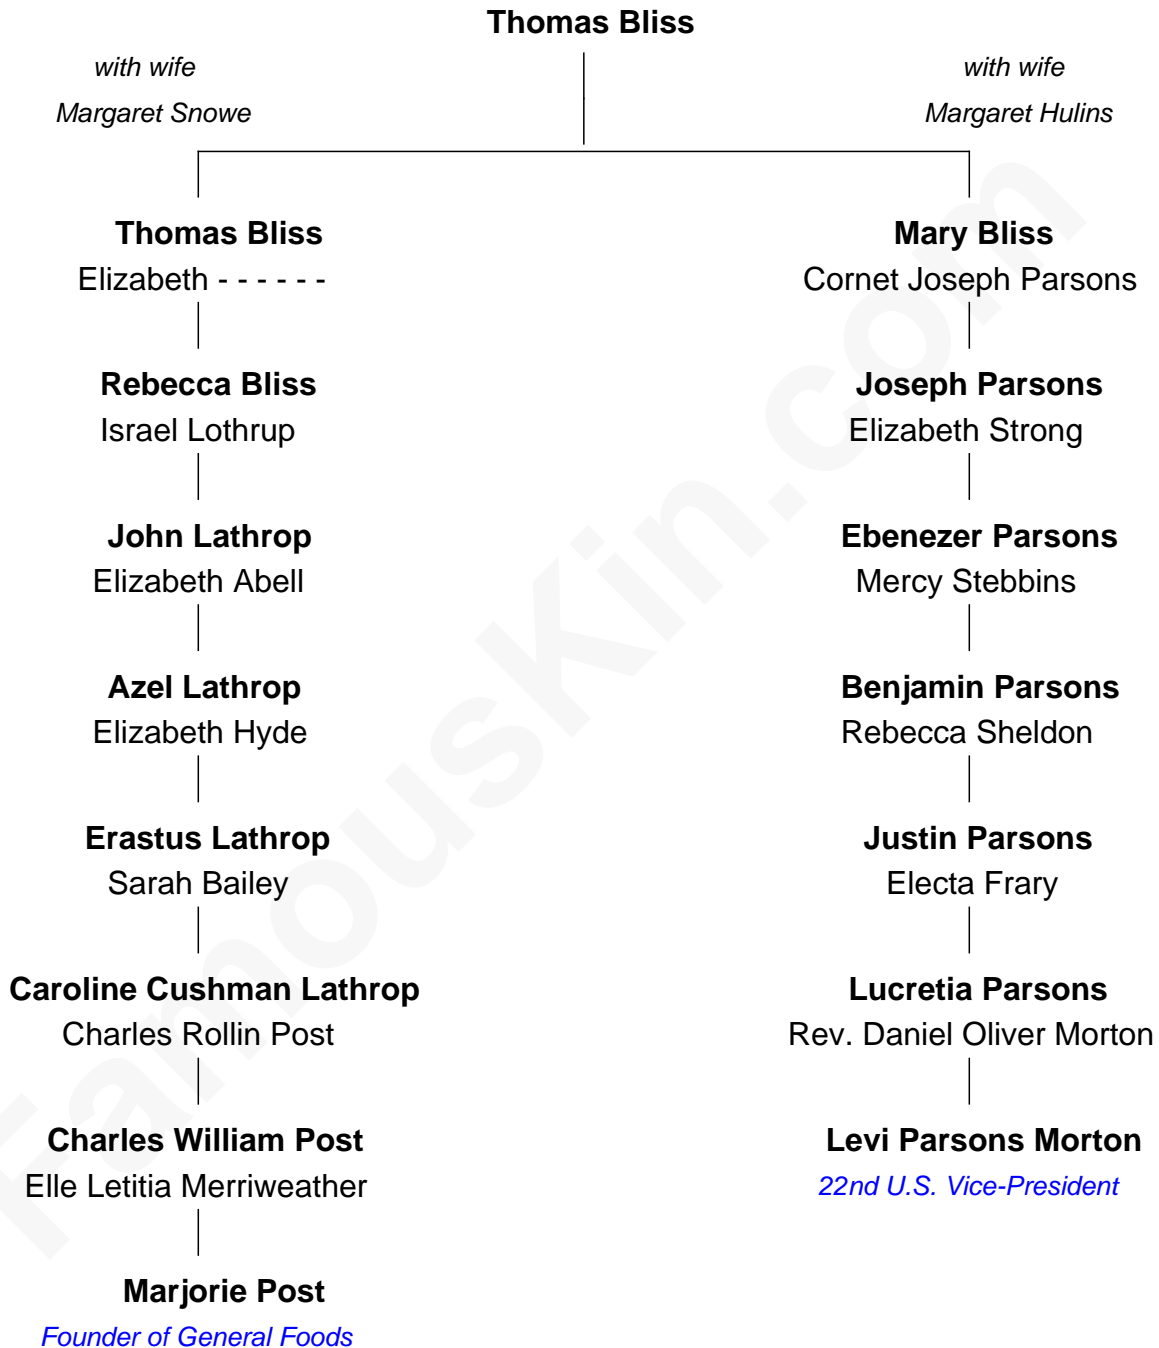 Thomas Bliss
with wife
Margaret Snowe
with wife
Margaret Hulins
Thomas Bliss
Elizabeth - - - - - -
Mary Bliss
Cornet Joseph Parsons
Rebecca Bliss
Israel Lothrup
Joseph Parsons
Elizabeth Strong
John Lathrop
Elizabeth Abell
Ebenezer Parsons
Mercy Stebbins
Azel Lathrop
Elizabeth Hyde
Benjamin Parsons
Rebecca Sheldon
Erastus Lathrop
Sarah Bailey
Justin Parsons
Electa Frary
Caroline Cushman Lathrop
Charles Rollin Post
Lucretia Parsons
Rev. Daniel Oliver Morton
Charles William Post
Elle Letitia Merriweather
Levi Parsons Morton
22nd U.S. Vice-President
Marjorie Post
Founder of General Foods
FamousKin.com